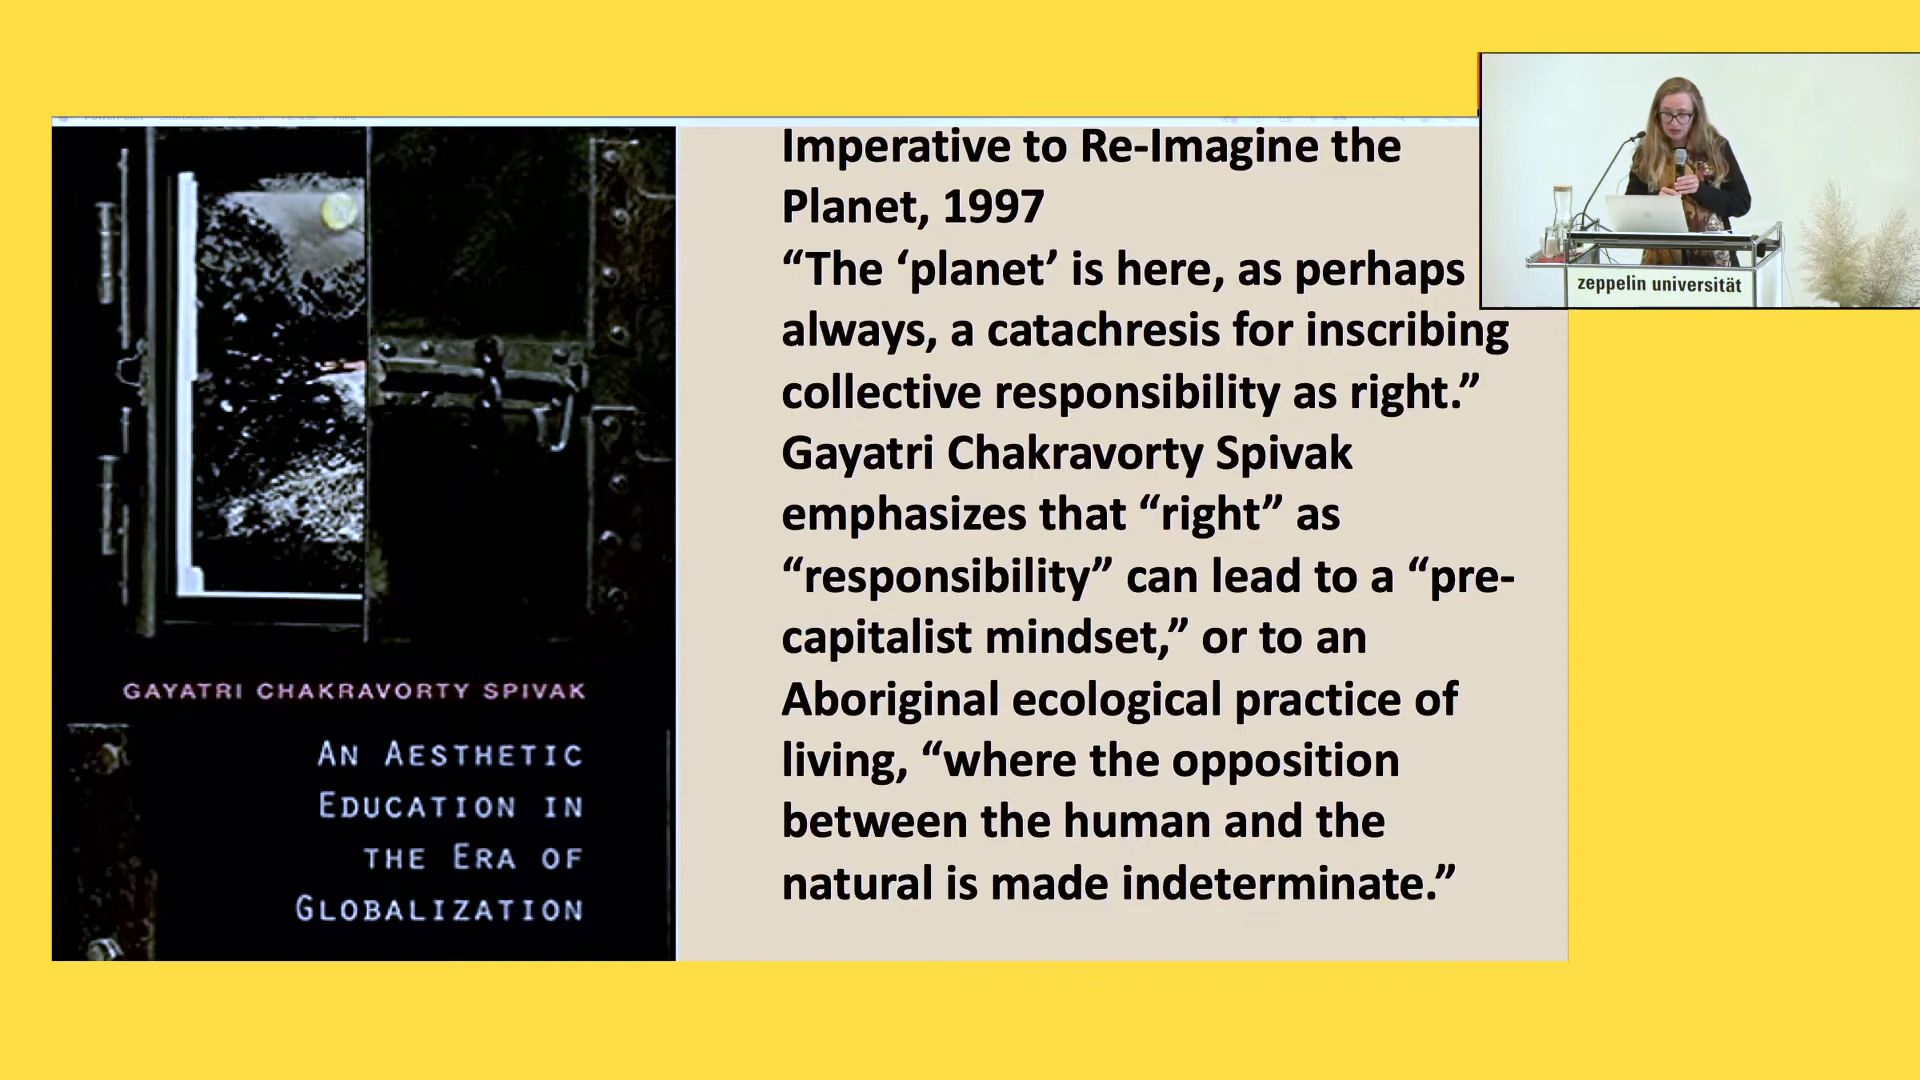 Imperative to Re-Imagine the
Planet, 1997
“The ‘planet’ is here, as perhaps
always, a catachresis for inscribing
collective responsibility as right.”
Gayatri Chakravorty Spivak
emphasizes that “right” as
“responsibility” can lead to a “pre-
capitalist mindset,” or to an
Aboriginal ecological practice of
living, “where the opposition
between the human and the
natural is made indeterminate.”
GAYATRI CHAKRAVORTY SPIVAK
AN AESTHETIC
EDUCATION IN
THE ERA OF
GLOBALIZATION
zeppelin universität